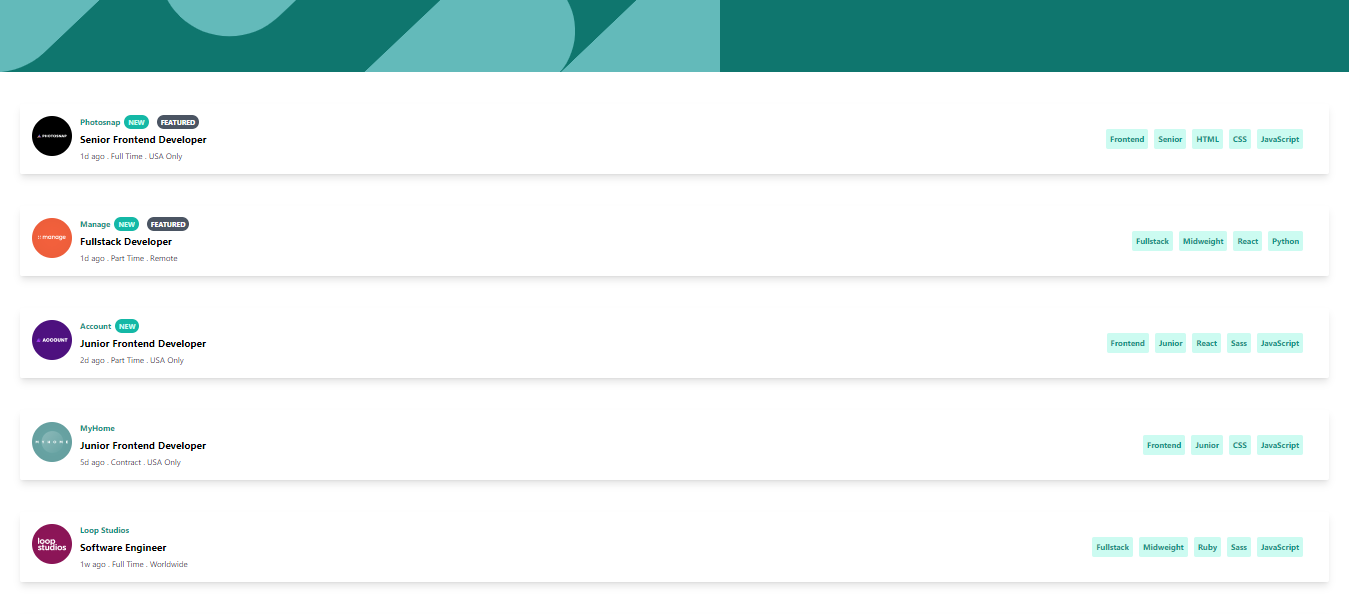 PHOTOSNAP
Photosnap NEW FEATURED
Senior Frontend Developer
1d ago . Full Time . USA Only
Frontend Senior HTML CSS JavaScript
manage
Manage NEW FEATURED
Fullstack Developer
1d ago . Part Time . Remote
Fullstack Midweight React Python
ACCOUNT
Account NEW
Junior Frontend Developer
2d ago . Part Time . USA Only
Frontend Junior React Sass JavaScript
MYHOME
MyHome
Junior Frontend Developer
5d ago . Contract . USA Only
Frontend Junior CSS JavaScript
loop
studios
Loop Studios
Software Engineer
1w ago . Full Time . Worldwide
Fullstack Midweight Ruby Sass JavaScript